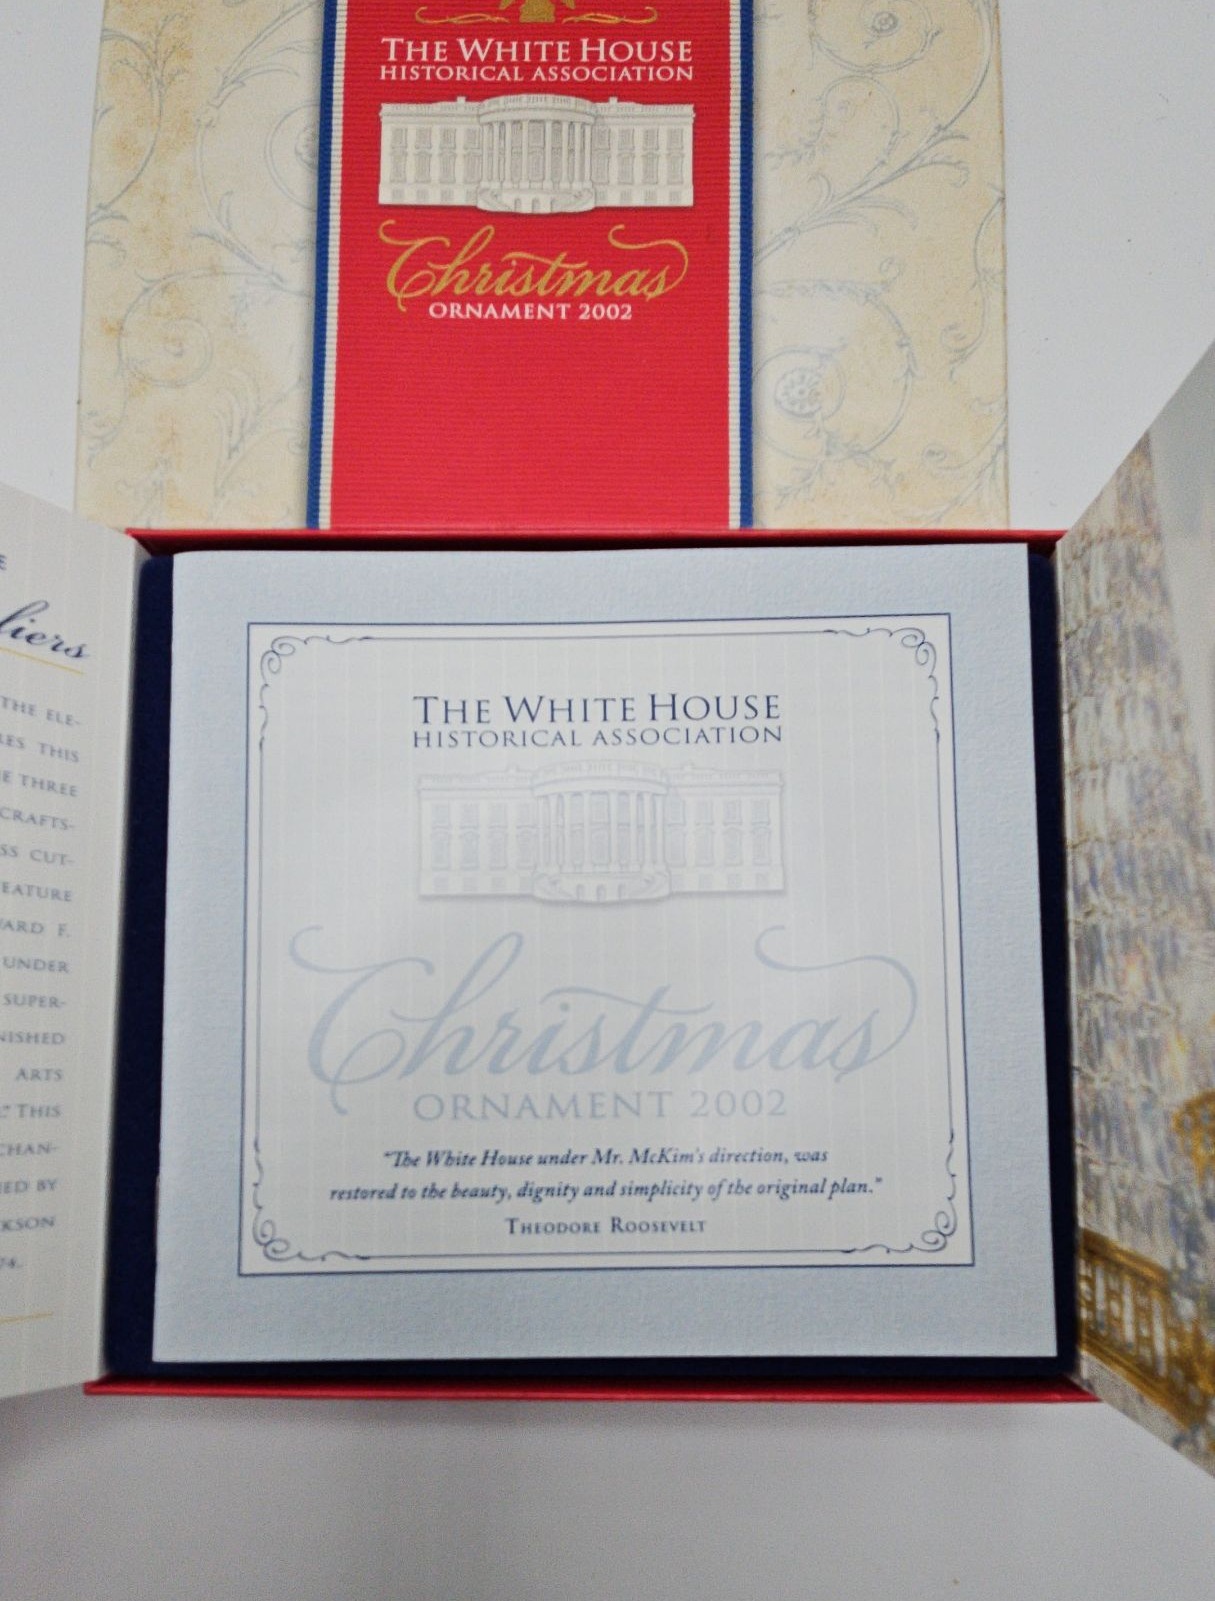 THE WHITE HOUSE
HISTORICAL ASSOCIATION
Christmas
ORNAMENT 2002
liers
THE ELE-
RES THIS
E THREE
CRAFTS-
SS CUT-
EATURE
ARD F.
UNDER
SUPER-
NISHED
ARTS
." THIS
CHAN-
ED BY
KSON
74.
THE WHITE HOUSE
HISTORICAL ASSOCIATION
Christmas
ORNAMENT 2002
"The White House under Mr. McKim's direction, was
restored to the beauty, dignity and simplicity of the original plan."
THEODORE ROOSEVELT